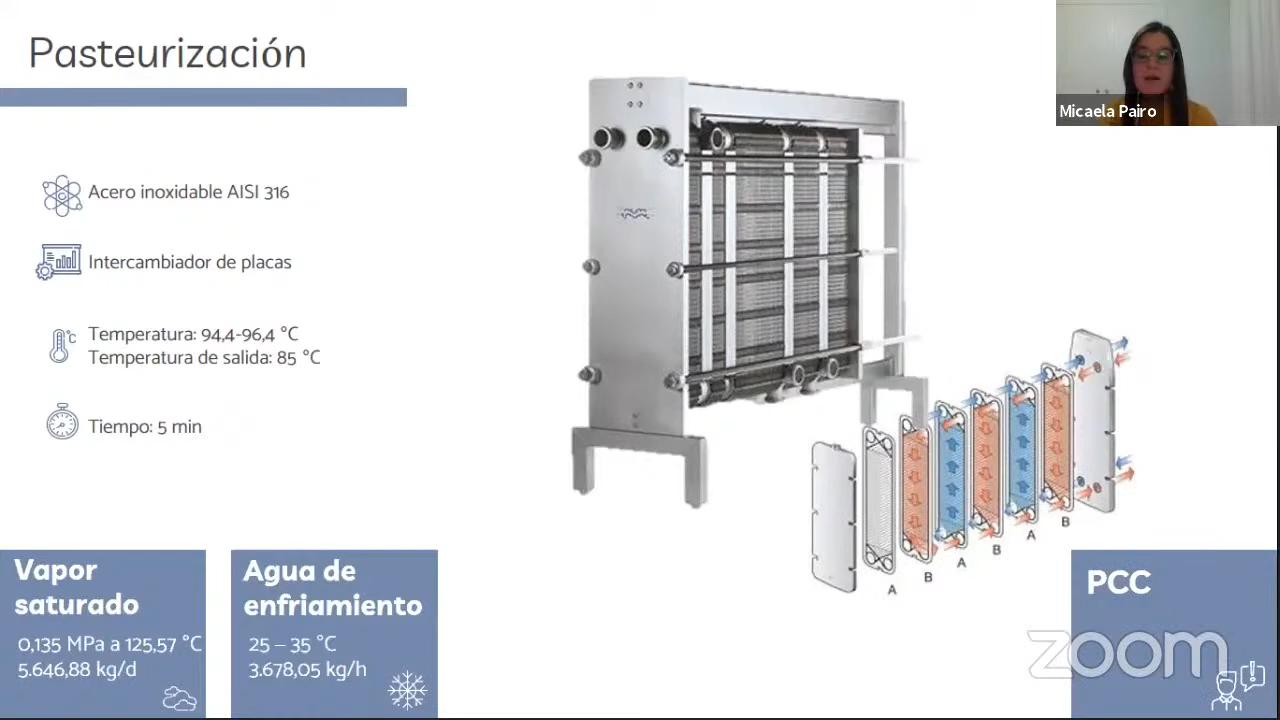 Pasteurización
Micaela Pairo
Acero inoxidable AISI 316
Intercambiador de placas
Temperatura: 94,4-96,4 °C
Temperatura de salida: 85 °C
Tiempo: 5 min
A
B
A
B
A
B
Vapor
saturado
0,135 MPa a 125,57 °C
5.646,88 kg/d
Agua de
enfriamiento
25 – 35 °C
3.678,05 kg/h
PCC
zoom